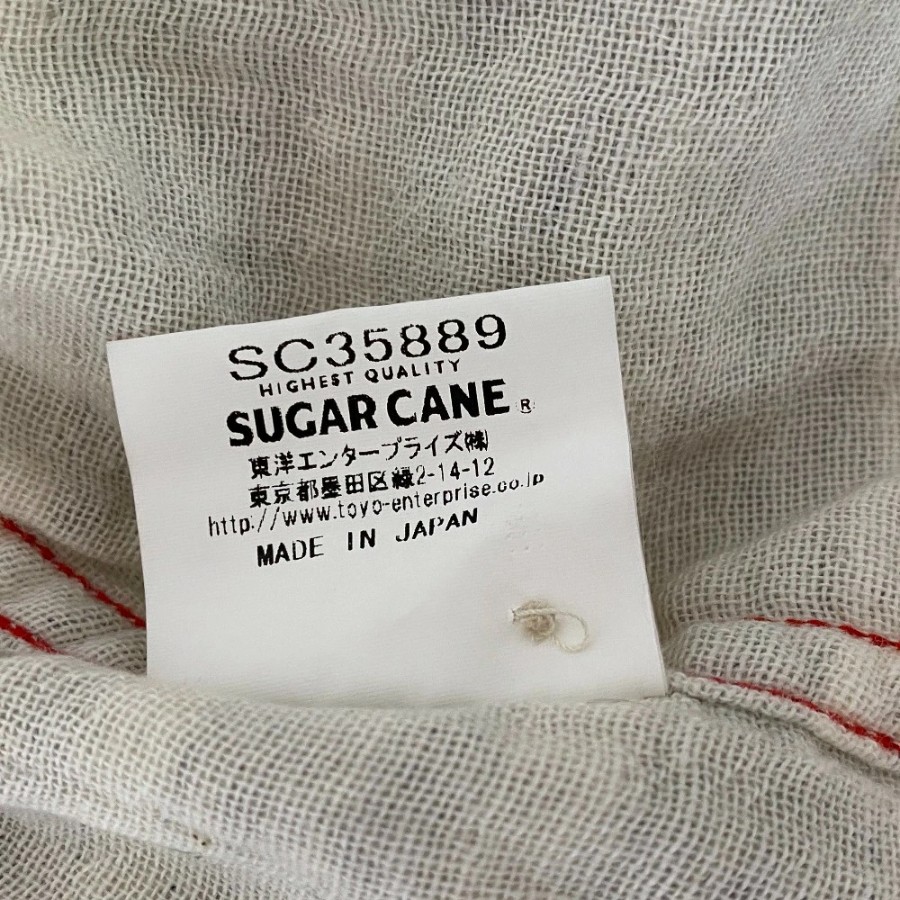 SC35889
HIGHEST QUALITY
SUGAR CANE ®
東洋エンタープライズ㈱
東京都墨田区緑2-14-12
http://www.toyo-enterprise.co.jp
MADE IN JAPAN